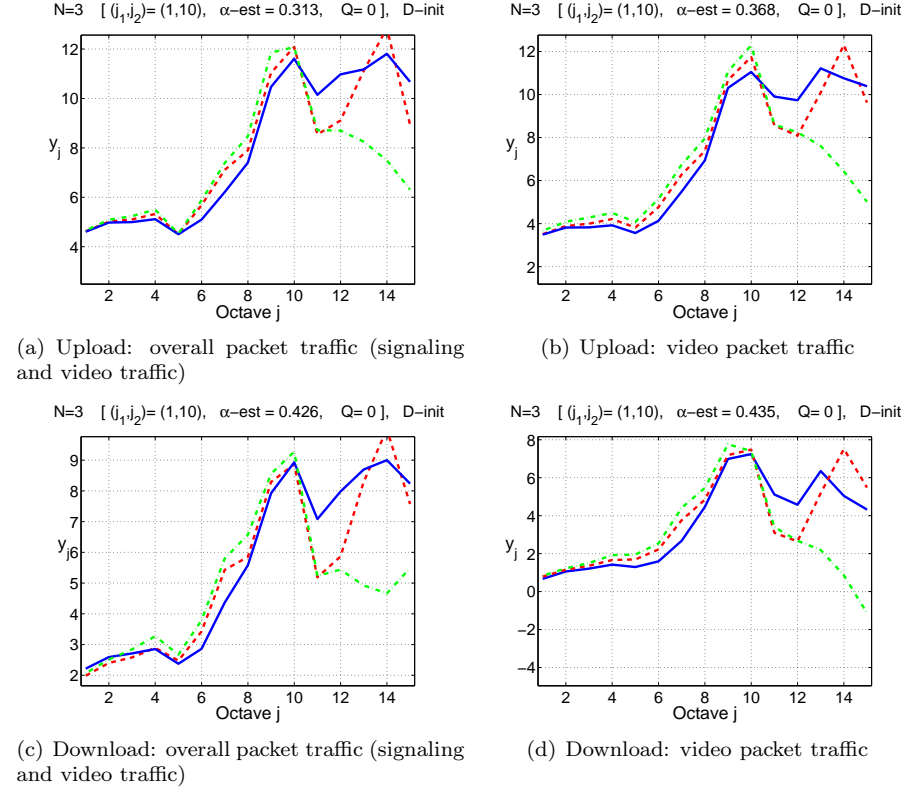 N=3 [ (j1,j2)= (1,10), α−est = 0.313, Q= 0 ], D−init
12
10
8
yj
6
4
2 4 6 8 10 12 14
Octave j
(a) Upload: overall packet traffic (signaling
and video traffic)
N=3 [ (j1,j2)= (1,10), α−est = 0.368, Q= 0 ], D−init
12
10
8
yj
6
4
2
2 4 6 8 10 12 14
Octave j
(b) Upload: video packet traffic
N=3 [ (j1,j2)= (1,10), α−est = 0.426, Q= 0 ], D−init
9
8
7
yj6
5
4
3
2
2 4 6 8 10 12 14
Octave j
(c) Download: overall packet traffic (signaling
and video traffic)
N=3 [ (j1,j2)= (1,10), α−est = 0.435, Q= 0 ], D−init
8
6
4
yj
2
0
−2
−4
2 4 6 8 10 12 14
Octave j
(d) Download: video packet traffic